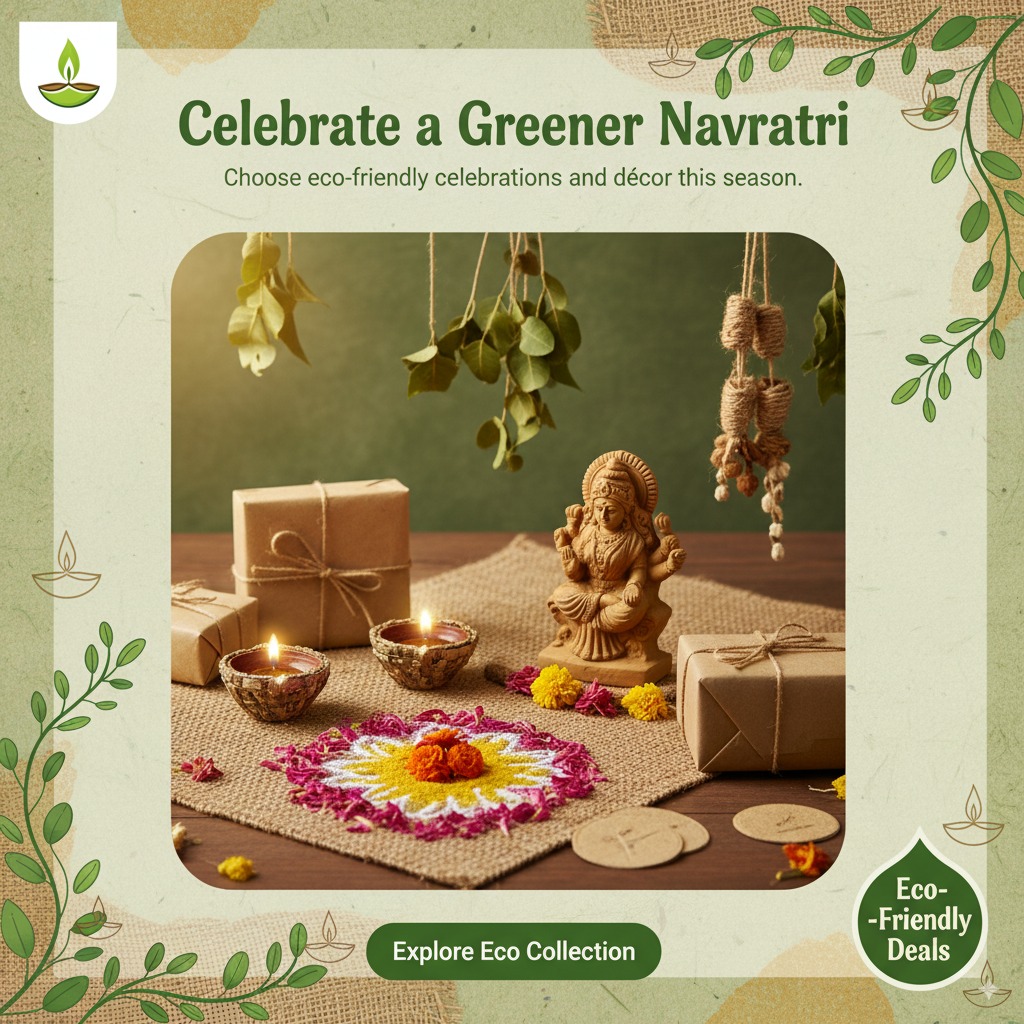 Celebrate a Greener Navratri
Choose eco-friendly celebrations and décor this season.
Explore Eco Collection
Eco-
-Friendly
Deals